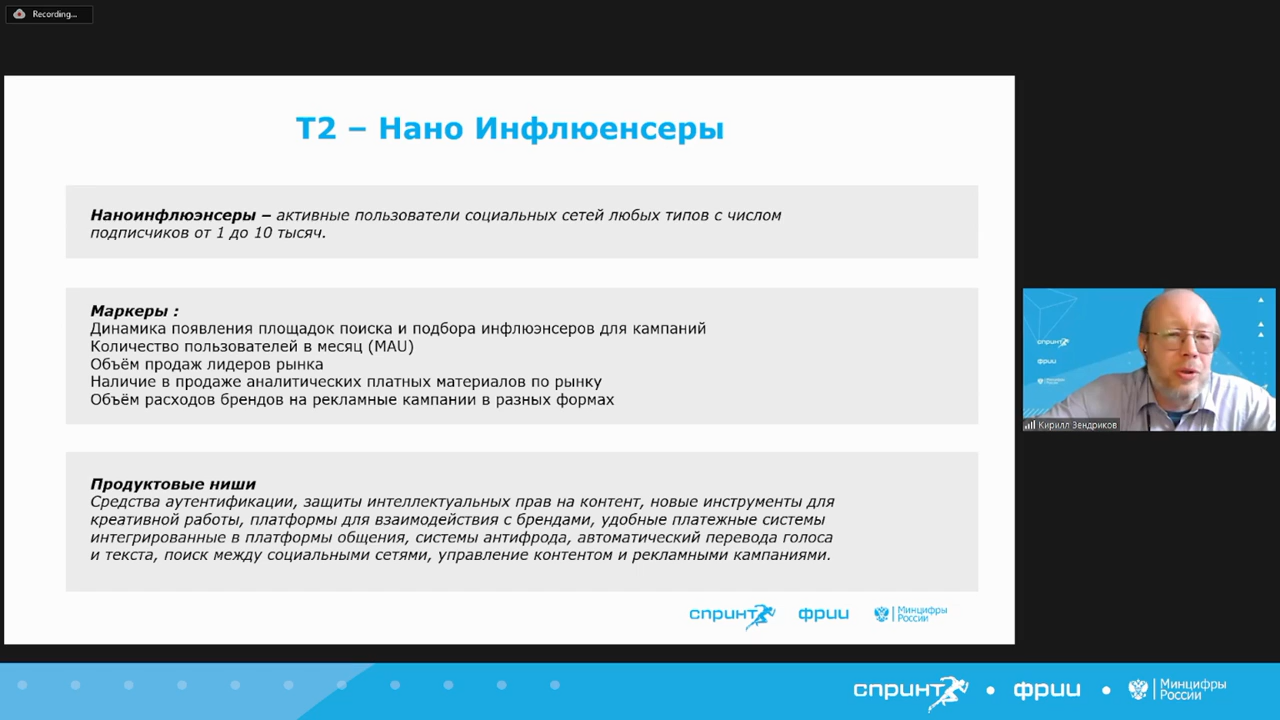 Recording...
Т2 – Нано Инфлюенсеры
Наноинфлюэнсеры – активные пользователи социальных сетей любых типов с числом
подписчиков от 1 до 10 тысяч.
Маркеры :
Динамика появления площадок поиска и подбора инфлюэнсеров для кампаний
Количество пользователей в месяц (MAU)
Объём продаж лидеров рынка
Наличие в продаже аналитических платных материалов по рынку
Объём расходов брендов на рекламные кампании в разных формах
Продуктовые ниши
Средства аутентификации, защиты интеллектуальных прав на контент, новые инструменты для
креативной работы, платформы для взаимодействия с брендами, удобные платежные системы
интегрированные в платформы общения, системы антифрода, автоматический перевода голоса
и текста, поиск между социальными сетями, управление контентом и рекламными кампаниями.
спринт фрии Минцифры
России
спринт
фрии
Кирилл Зендриков
спринт • фрии • Минцифры
России